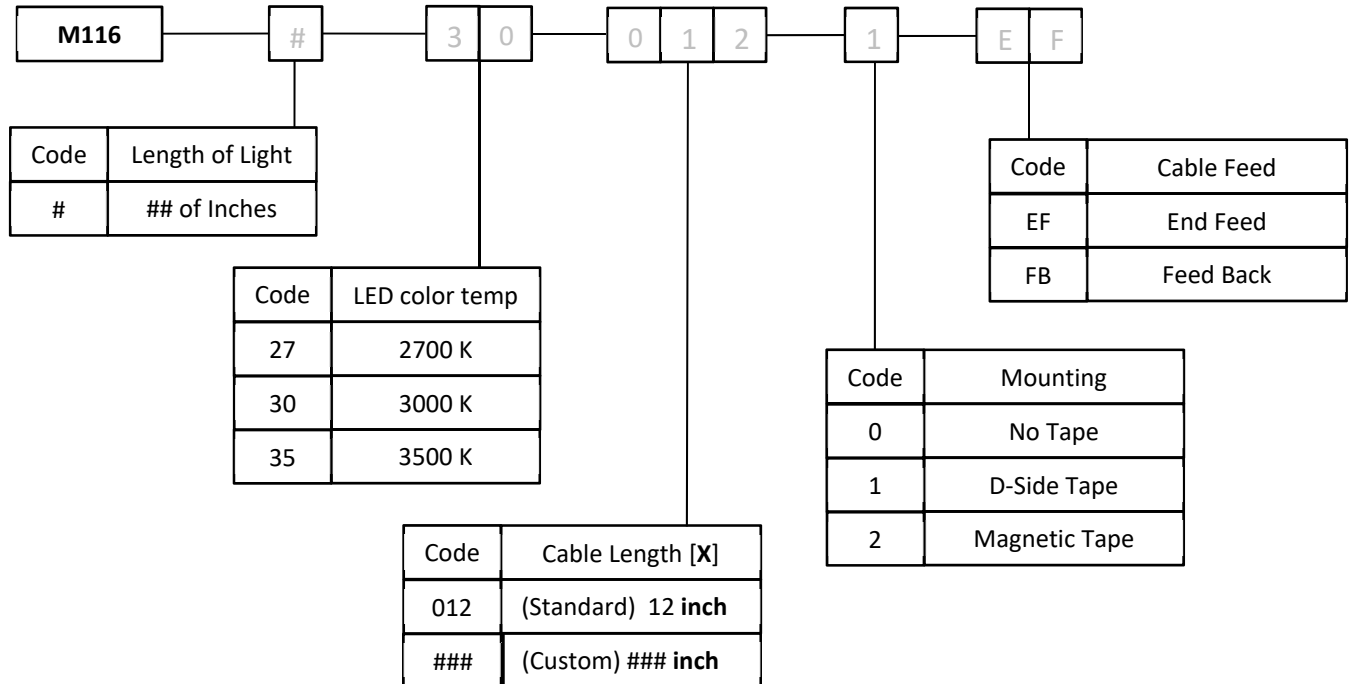 M116 # 3 0 0 1 2 1 E F
Code Length of Light
# ## of Inches
Code Cable Feed
EF End Feed
FB Feed Back
Code LED color temp
27 2700 K
30 3000 K
35 3500 K
Code Mounting
0 No Tape
1 D-Side Tape
2 Magnetic Tape
Code Cable Length [X]
012 (Standard) 12 inch
### (Custom) ### inch